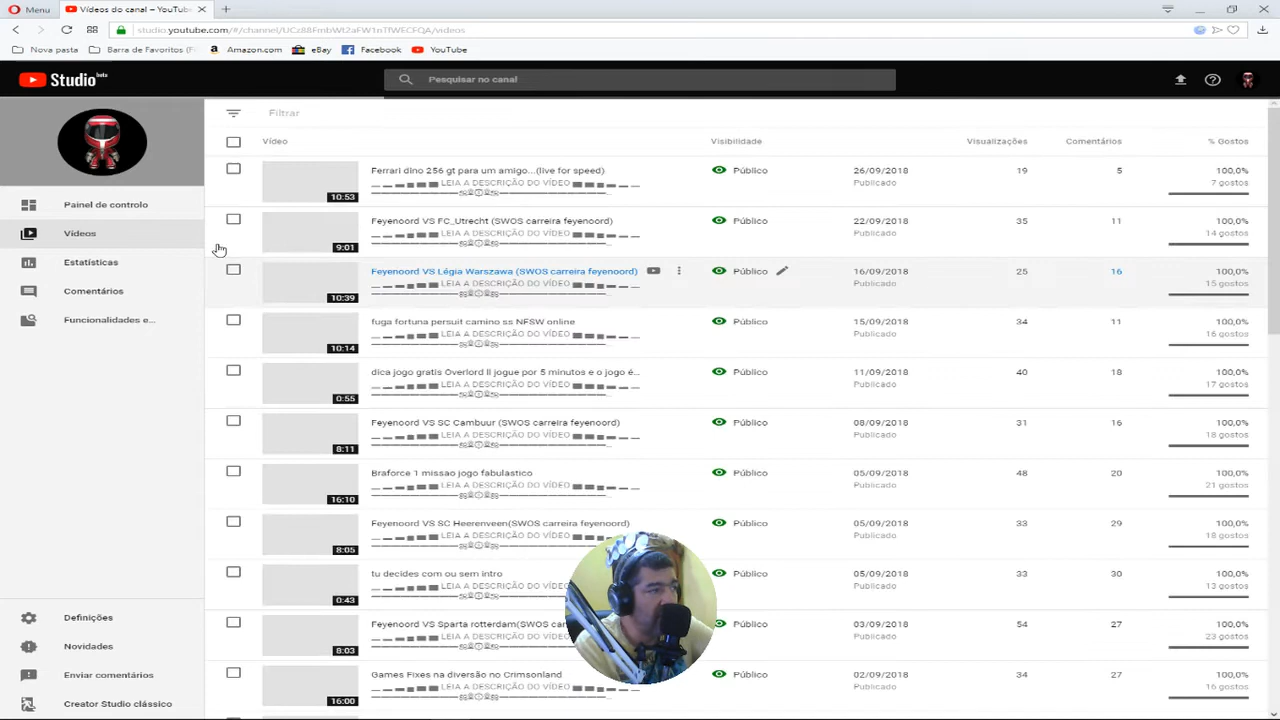 Menu
Vídeos do canal – YouTube
studio.youtube.com/#/channel/UCz88FmbWt2aFW1nTfWECFQA/videos
Nova pasta
Barra de Favoritos (F
Amazon.com
eBay
Facebook
YouTube
Studio beta
Pesquisar no canal
Filtrar
Vídeo Visibilidade Visualizações Comentários % Gostos
Painel de controlo
Vídeos
Estatísticas
Comentários
Funcionalidades e...
Ferrari dino 256 gt para um amigo...(live for speed) Público 26/09/2018 19 5 100,0%
LEIA A DESCRIÇÃO DO VÍDEO Publicado 7 gostos
10:53
Feyenoord VS FC_Utrecht (SWOS carreira feyenoord) Público 22/09/2018 35 11 100,0%
LEIA A DESCRIÇÃO DO VÍDEO Publicado 14 gostos
9:01
Feyenoord VS Légia Warszawa (SWOS carreira feyenoord) Público 16/09/2018 25 16 100,0%
LEIA A DESCRIÇÃO DO VÍDEO Publicado 15 gostos
10:39
fuga fortuna persuit camino ss NFSW online Público 15/09/2018 34 11 100,0%
LEIA A DESCRIÇÃO DO VÍDEO Publicado 16 gostos
10:14
dica jogo gratis Overlord II jogue por 5 minutos e o jogo é... Público 11/09/2018 40 18 100,0%
LEIA A DESCRIÇÃO DO VÍDEO Publicado 17 gostos
0:55
Feyenoord VS SC Cambuur (SWOS carreira feyenoord) Público 08/09/2018 31 16 100,0%
LEIA A DESCRIÇÃO DO VÍDEO Publicado 18 gostos
8:11
Braforce 1 missao jogo fabulastico Público 05/09/2018 48 20 100,0%
LEIA A DESCRIÇÃO DO VÍDEO Publicado 21 gostos
16:10
Feyenoord VS SC Heerenveen(SWOS carreira feyenoord) Público 05/09/2018 33 29 100,0%
LEIA A DESCRIÇÃO DO VÍDEO Publicado 18 gostos
8:05
tu decides com ou sem intro Público 05/09/2018 33 30 100,0%
LEIA A DESCRIÇÃO DO VÍDEO Publicado 13 gostos
0:43
Feyenoord VS Sparta rotterdam(SWOS Público 03/09/2018 54 27 100,0%
LEIA A DESCRIÇÃO DO VÍDEO Publicado 23 gostos
8:03
Games Fixes na diversão no Crimsonland Público 02/09/2018 34 27 100,0%
LEIA A DESCRIÇÃO DO VÍDEO Publicado 16 gostos
16:00
Definições
Novidades
Enviar comentários
Creator Studio clássico